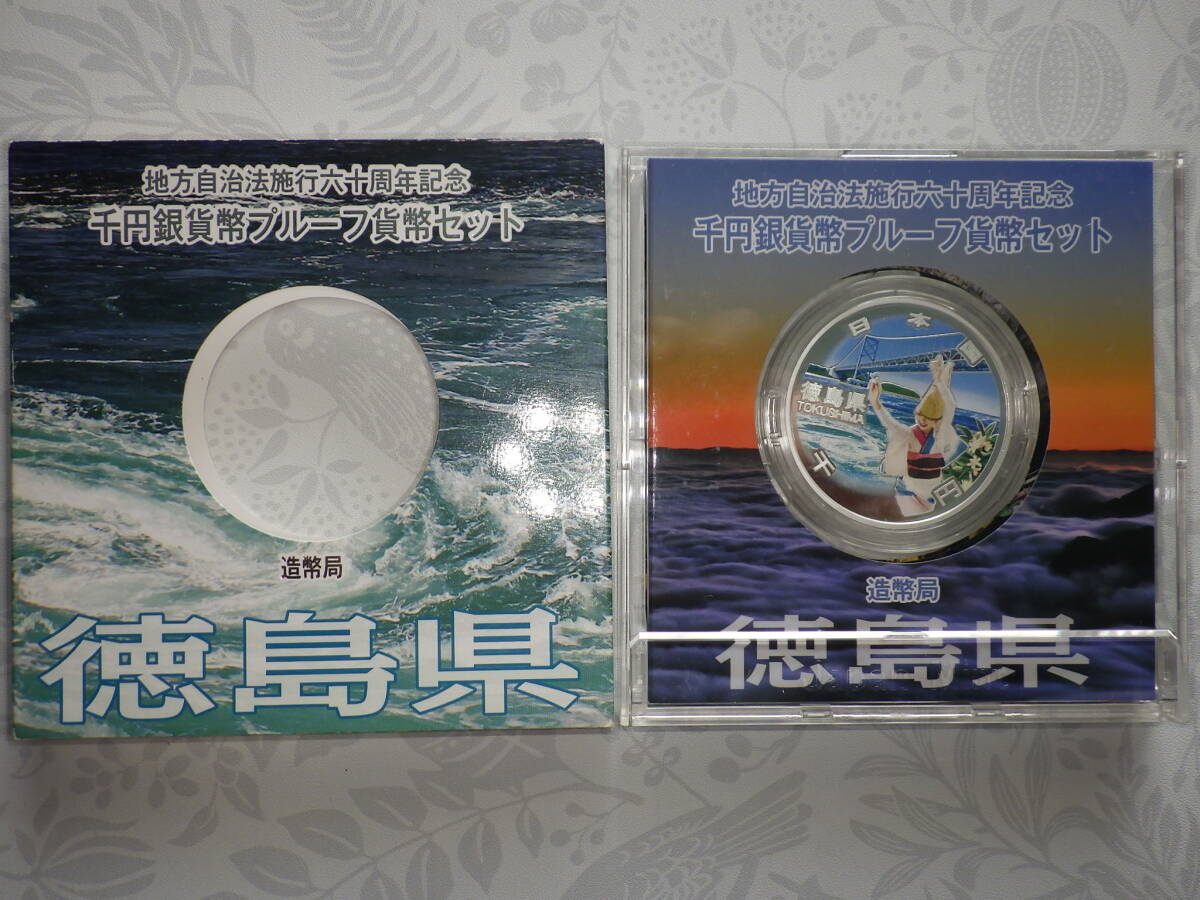 地方自治法施行六十周年記念
千円銀貨幣プルーフ貨幣セット
造幣局
徳島県
地方自治法施行六十周年記念
千円銀貨幣プルーフ貨幣セット
日本国
徳島県
TOKUSHIMA
千円
造幣局
徳島県